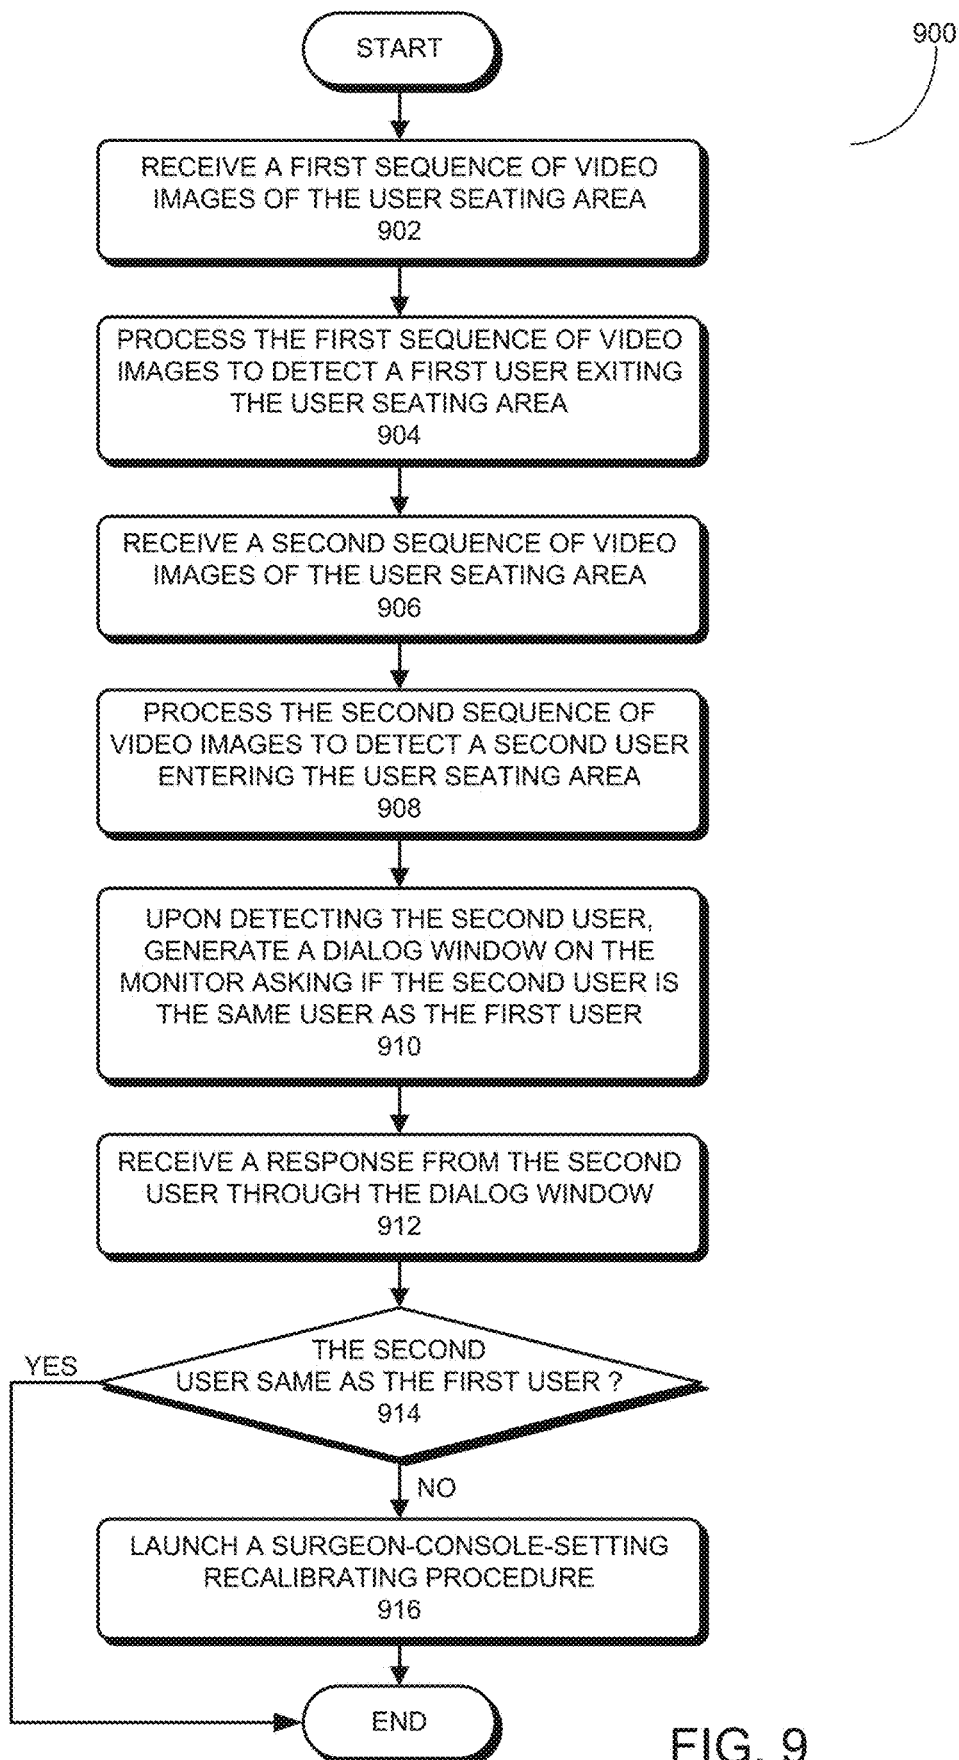 START
900
RECEIVE A FIRST SEQUENCE OF VIDEO
IMAGES OF THE USER SEATING AREA
902
PROCESS THE FIRST SEQUENCE OF VIDEO
IMAGES TO DETECT A FIRST USER EXITING
THE USER SEATING AREA
904
RECEIVE A SECOND SEQUENCE OF VIDEO
IMAGES OF THE USER SEATING AREA
906
PROCESS THE SECOND SEQUENCE OF
VIDEO IMAGES TO DETECT A SECOND USER
ENTERING THE USER SEATING AREA
908
UPON DETECTING THE SECOND USER,
GENERATE A DIALOG WINDOW ON THE
MONITOR ASKING IF THE SECOND USER IS
THE SAME USER AS THE FIRST USER
910
RECEIVE A RESPONSE FROM THE SECOND
USER THROUGH THE DIALOG WINDOW
912
THE SECOND
USER SAME AS THE FIRST USER ?
914
YES
NO
LAUNCH A SURGEON-CONSOLE-SETTING
RECALIBRATING PROCEDURE
916
END
FIG. 9